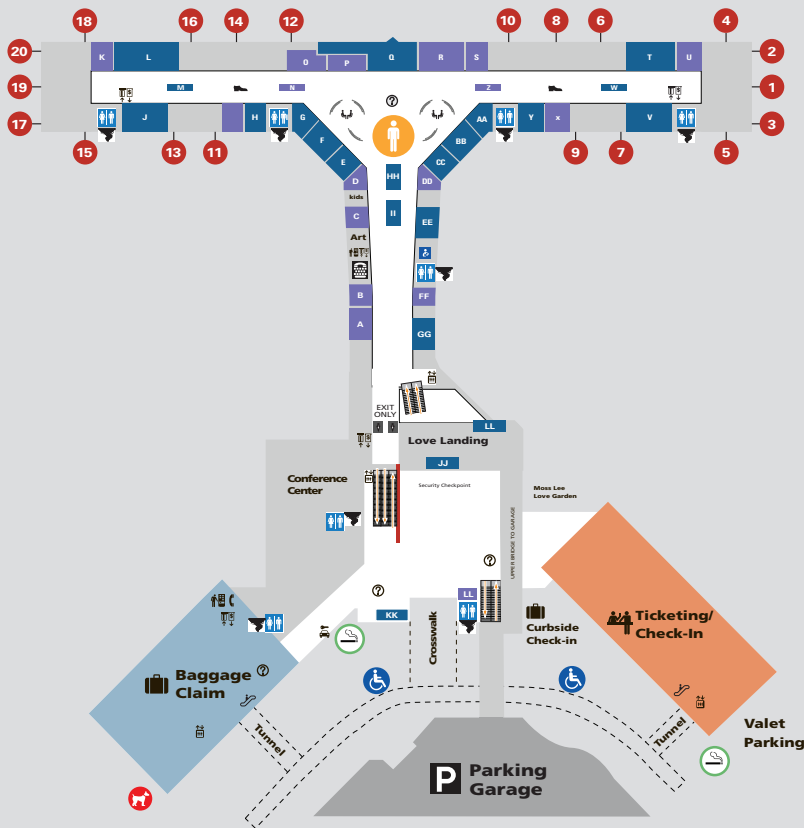 18
16
14
12
10
8
6
4
20
K
L
O
P
Q
R
S
T
U
2
19
M
N
?
Z
W
1
17
J
H
G
AA
Y
x
V
3
15
13
11
F
E
BB
CC
9
7
5
D
HH
DD
kids
C
II
EE
Art
B
FF
A
GG
EXIT
ONLY
LL
Love Landing
JJ
Conference
Center
Security Checkpoint
Moss Lee
Love Garden
UPPER BRIDGE TO GARAGE
?
?
LL
KK
Crosswalk
Curbside
Check-in
Ticketing/
Check-In
Baggage
Claim
?
Tunnel
Tunnel
Valet
Parking
P
Parking
Garage